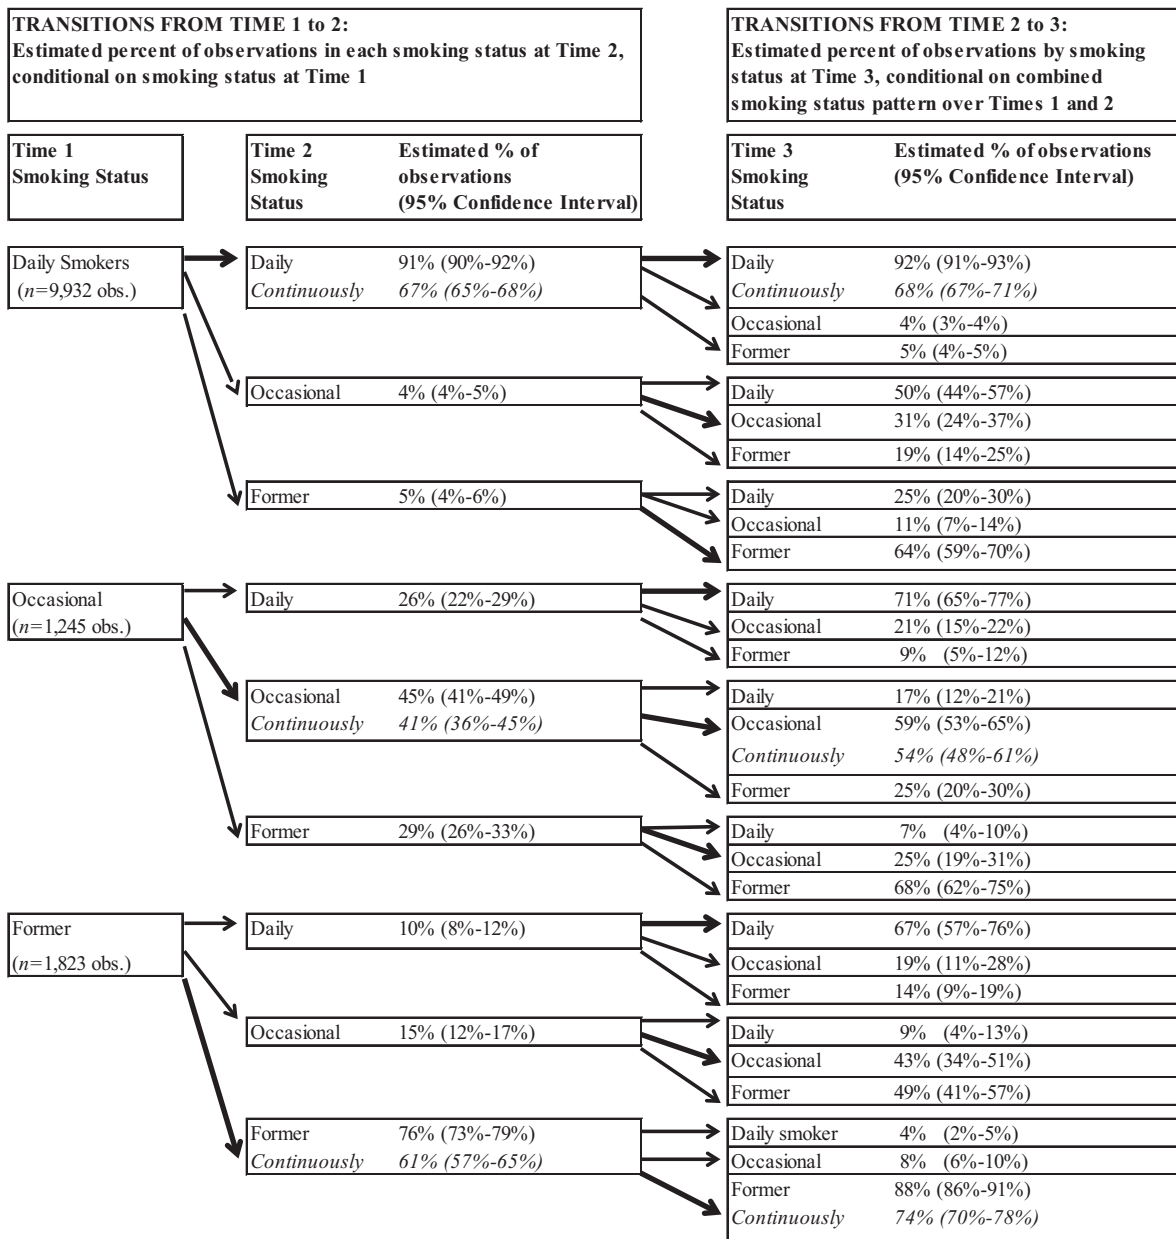 TRANSITIONS FROM TIME 1 to 2:
Estimated percent of observations in each smoking status at Time 2,
conditional on smoking status at Time 1
TRANSITIONS FROM TIME 2 to 3:
Estimated percent of observations by smoking
status at Time 3, conditional on combined
smoking status pattern over Times 1 and 2
Time 1
Smoking Status
Time 2
Smoking
Status
Estimated % of
observations
(95% Confidence Interval)
Time 3
Smoking
Status
Estimated % of observations
(95% Confidence Interval)
Daily Smokers
(n=9,932 obs.)
Daily 91% (90%-92%)
Continuously 67% (65%-68%)
Daily 92% (91%-93%)
Continuously 68% (67%-71%)
Occasional 4% (3%-4%)
Former 5% (4%-5%)
Occasional 4% (4%-5%)
Daily 50% (44%-57%)
Occasional 31% (24%-37%)
Former 19% (14%-25%)
Former 5% (4%-6%)
Daily 25% (20%-30%)
Occasional 11% (7%-14%)
Former 64% (59%-70%)
Occasional
(n=1,245 obs.)
Daily 26% (22%-29%)
Daily 71% (65%-77%)
Occasional 21% (15%-22%)
Former 9% (5%-12%)
Occasional 45% (41%-49%)
Continuously 41% (36%-45%)
Daily 17% (12%-21%)
Occasional 59% (53%-65%)
Continuously 54% (48%-61%)
Former 25% (20%-30%)
Former 29% (26%-33%)
Daily 7% (4%-10%)
Occasional 25% (19%-31%)
Former 68% (62%-75%)
Former
(n=1,823 obs.)
Daily 10% (8%-12%)
Daily 67% (57%-76%)
Occasional 19% (11%-28%)
Former 14% (9%-19%)
Occasional 15% (12%-17%)
Daily 9% (4%-13%)
Occasional 43% (34%-51%)
Former 49% (41%-57%)
Former 76% (73%-79%)
Continuously 61% (57%-65%)
Daily smoker 4% (2%-5%)
Occasional 8% (6%-10%)
Former 88% (86%-91%)
Continuously 74% (70%-78%)